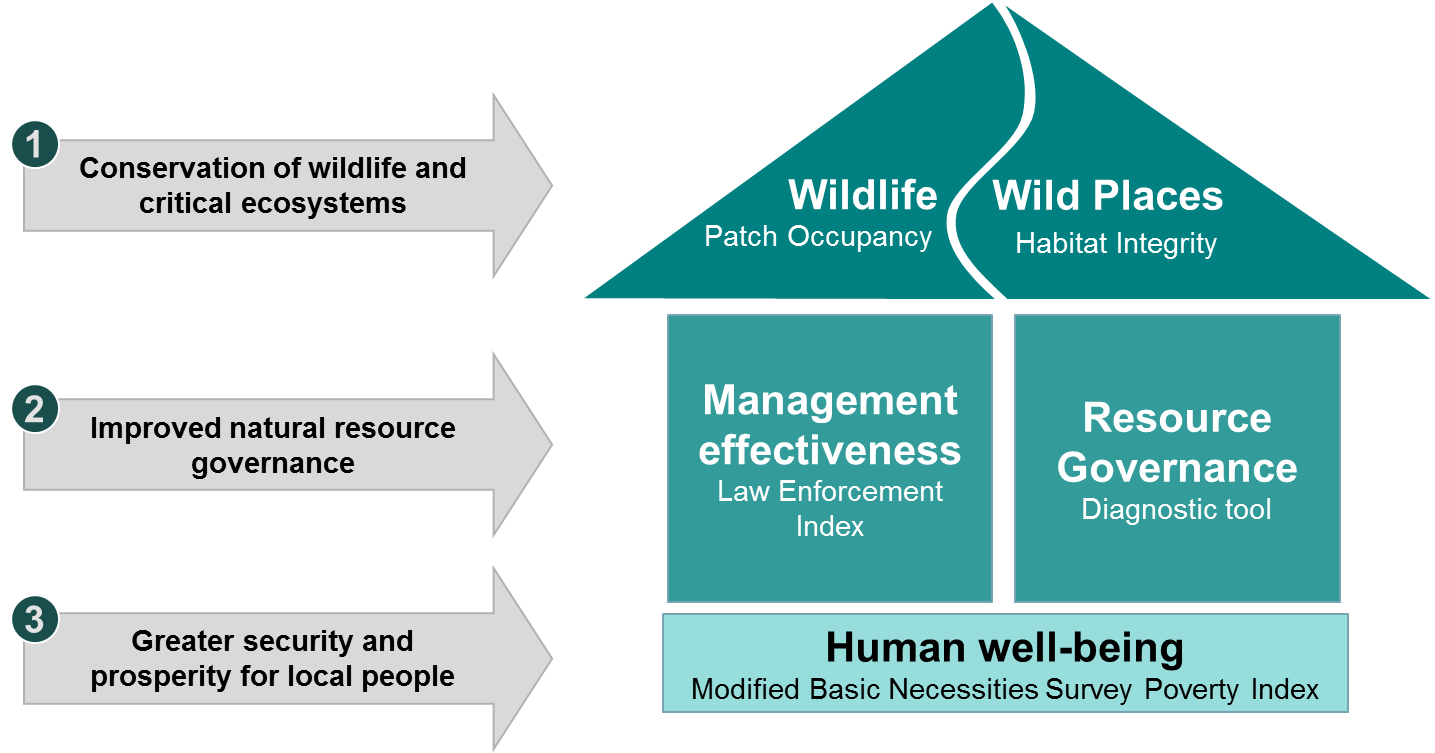 1
Conservation of wildlife and
critical ecosystems
Wildlife
Patch Occupancy
Wild Places
Habitat Integrity
2
Improved natural resource
governance
Management
effectiveness
Law Enforcement
Index
Resource
Governance
Diagnostic tool
3
Greater security and
prosperity for local people
Human well-being
Modified Basic Necessities Survey Poverty Index